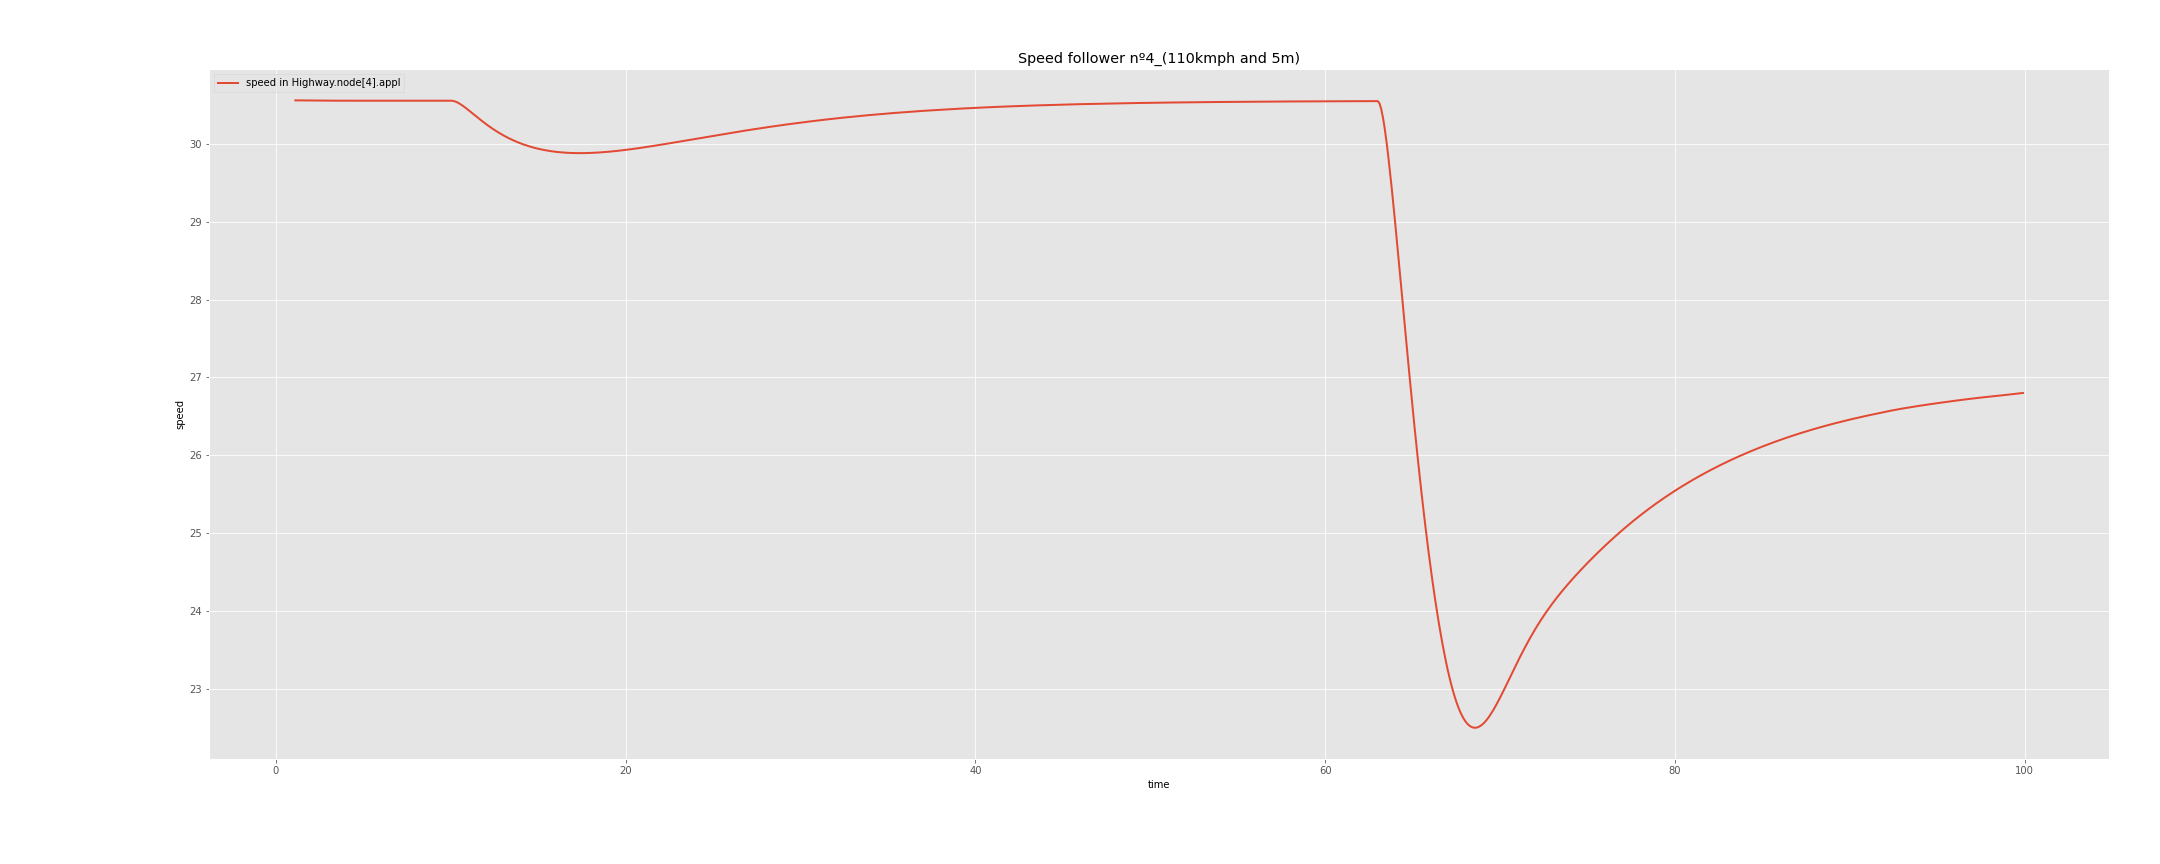 Speed follower nº4_(110kmph and 5m)
speed in Highway.node[4].appl
30
29
28
27
26
25
24
23
speed
0 20 40 60 80 100
time